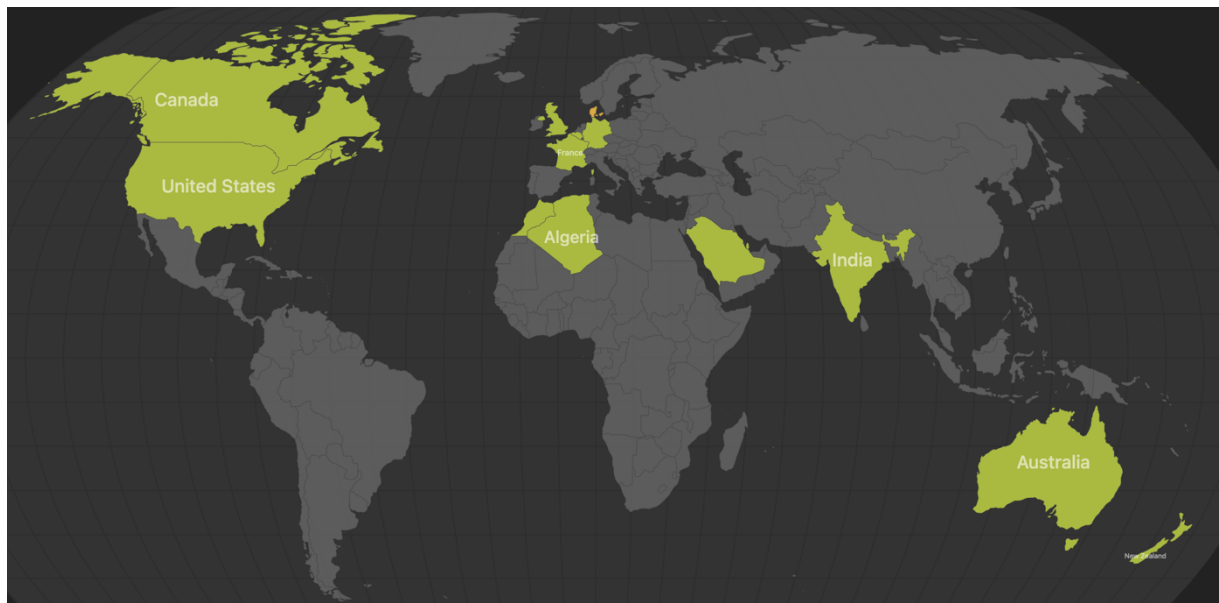 Canada
United States
France
Algeria
India
Australia
New Zealand